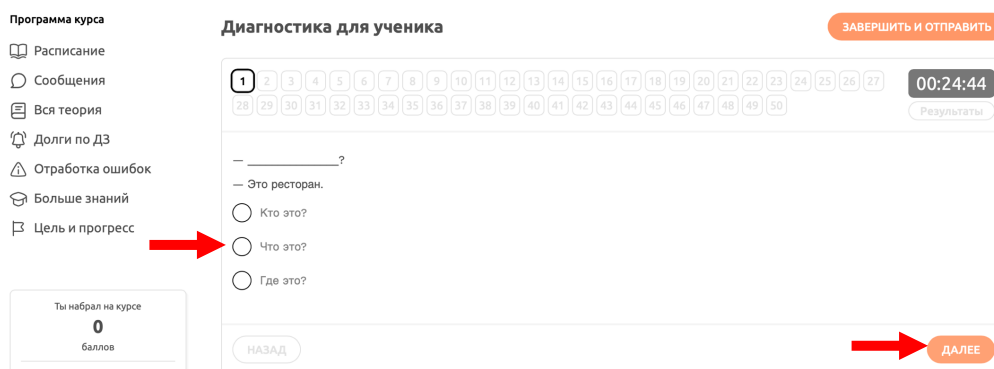 Программа курса
Расписание
Сообщения
Вся теория
Долги по ДЗ
Отработка ошибок
Больше знаний
Цель и прогресс
Ты набрал на курсе
0
баллов
Диагностика для ученика
ЗАВЕРШИТЬ И ОТПРАВИТЬ
1 2 3 4 5 6 7 8 9 10 11 12 13 14 15 16 17 18 19 20 21 22 23 24 25 26 27
28 29 30 31 32 33 34 35 36 37 38 39 40 41 42 43 44 45 46 47 48 49 50
00:24:44
Результаты
— _______________?
— Это ресторан.
Кто это?
Что это?
Где это?
НАЗАД
ДАЛЕЕ